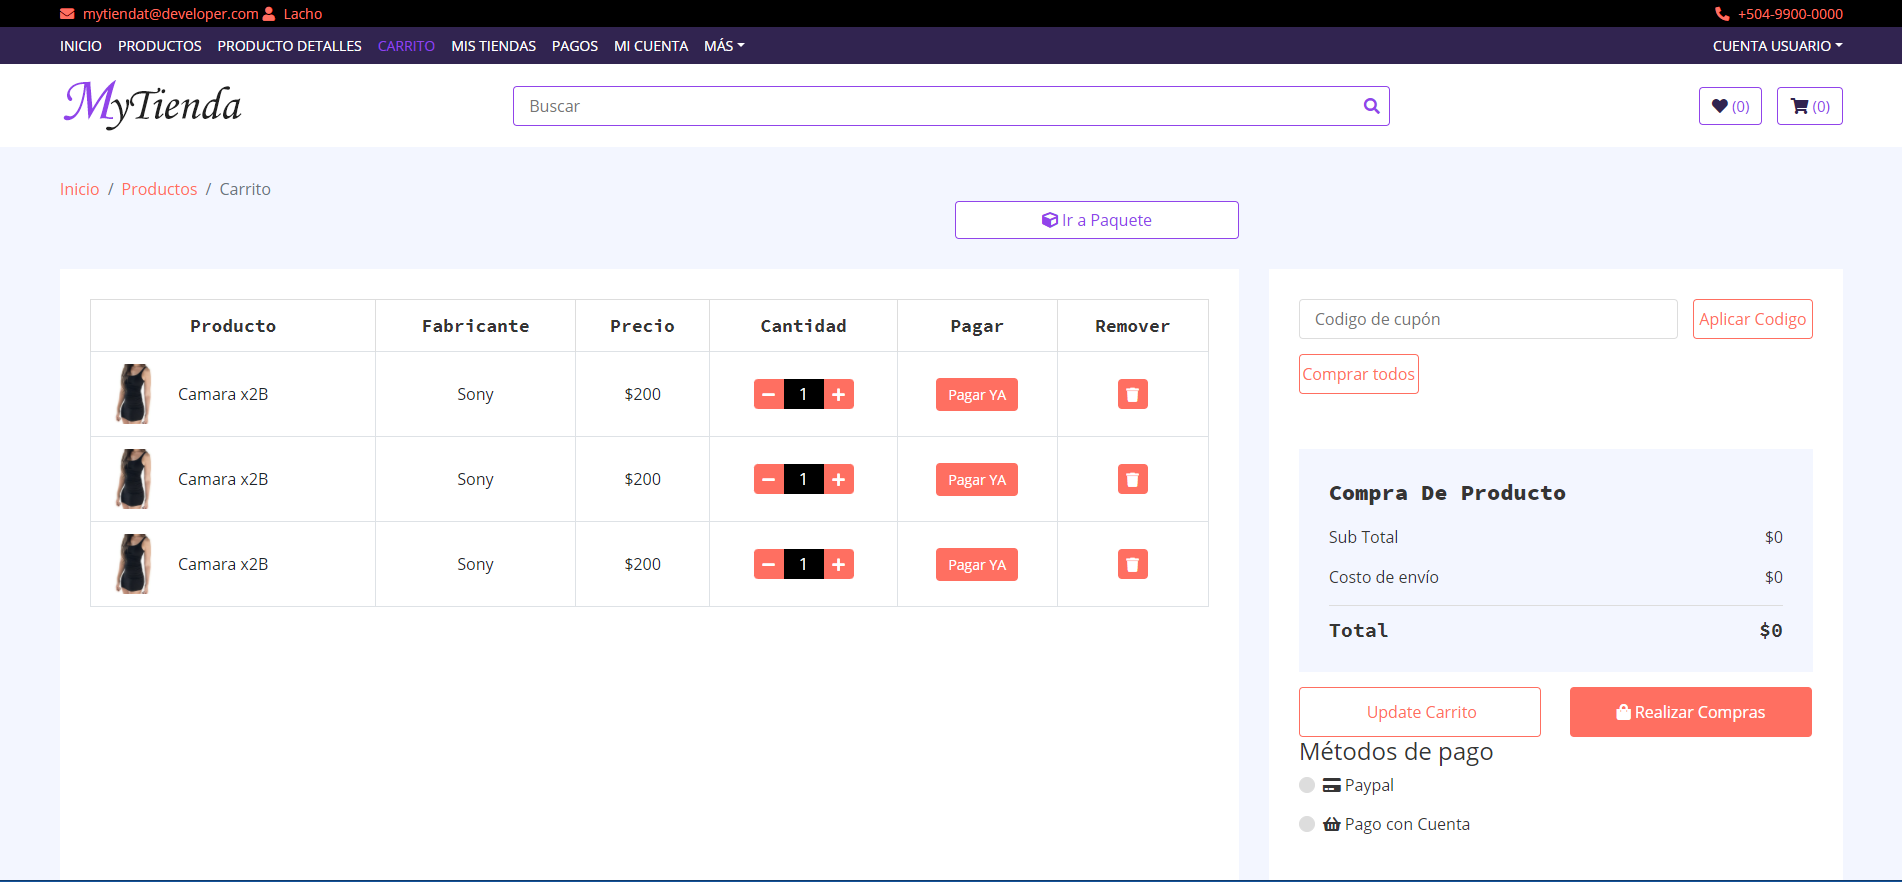 mytiendat@developer.com Lacho +504-9900-0000
INICIO PRODUCTOS PRODUCTO DETALLES CARRITO MIS TIENDAS PAGOS MI CUENTA MÁS CUENTA USUARIO
MyTienda Buscar (0) (0)
Inicio / Productos / Carrito
Ir a Paquete
Producto Fabricante Precio Cantidad Pagar Remover
Camara x2B Sony $200 1 Pagar YA
Camara x2B Sony $200 1 Pagar YA
Camara x2B Sony $200 1 Pagar YA
Codigo de cupón Aplicar Codigo
Comprar todos
Compra De Producto
Sub Total $0
Costo de envío $0
Total $0
Update Carrito Realizar Compras
Métodos de pago
Paypal
Pago con Cuenta